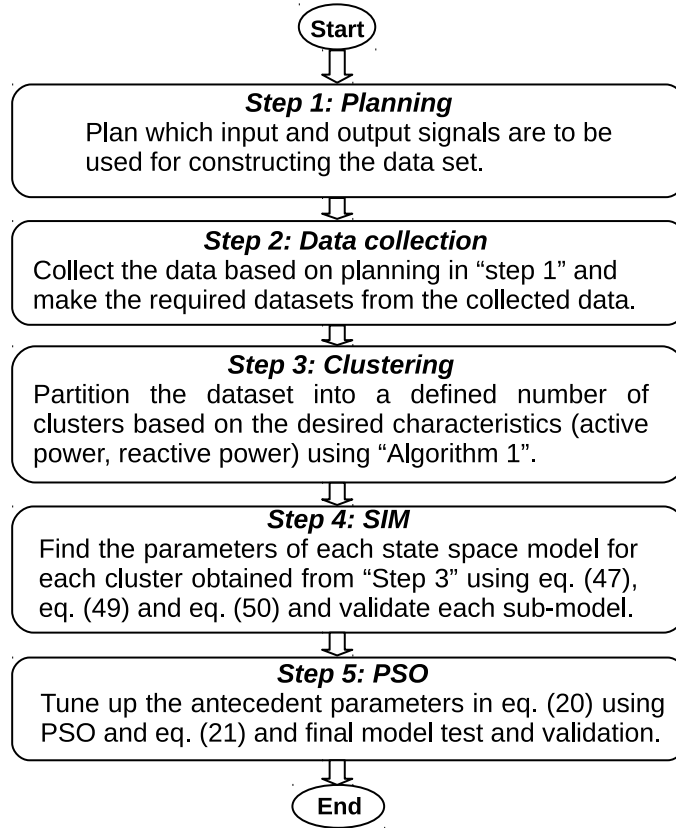 Start
Step 1: Planning
Plan which input and output signals are to be
used for constructing the data set.
Step 2: Data collection
Collect the data based on planning in “step 1” and
make the required datasets from the collected data.
Step 3: Clustering
Partition the dataset into a defined number of
clusters based on the desired characteristics (active
power, reactive power) using “Algorithm 1”.
Step 4: SIM
Find the parameters of each state space model for
each cluster obtained from “Step 3” using eq. (47),
eq. (49) and eq. (50) and validate each sub-model.
Step 5: PSO
Tune up the antecedent parameters in eq. (20) using
PSO and eq. (21) and final model test and validation.
End